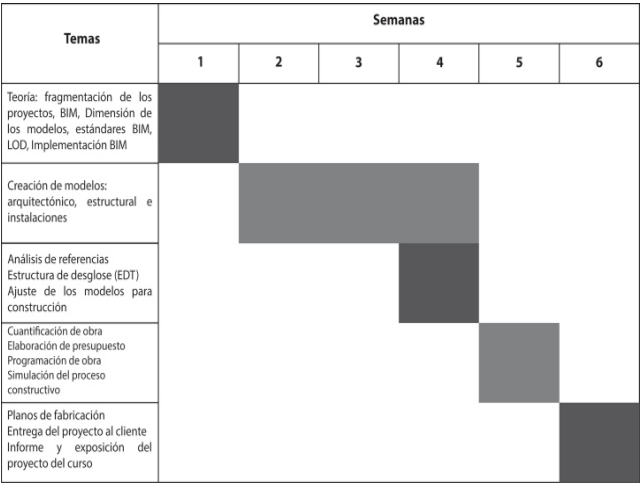 Temas
Semanas
1 2 3 4 5 6
Teoría: fragmentación de los
proyectos, BIM, Dimensión de
los modelos, estándares BIM,
LOD, Implementación BIM
Creación de modelos:
arquitectónico, estructural e
instalaciones
Análisis de referencias
Estructura de desglose (EDT)
Ajuste de los modelos para
construcción
Cuantificación de obra
Elaboración de presupuesto
Programación de obra
Simulación del proceso
constructivo
Planos de fabricación
Entrega del proyecto al cliente
Informe y exposición del
proyecto del curso